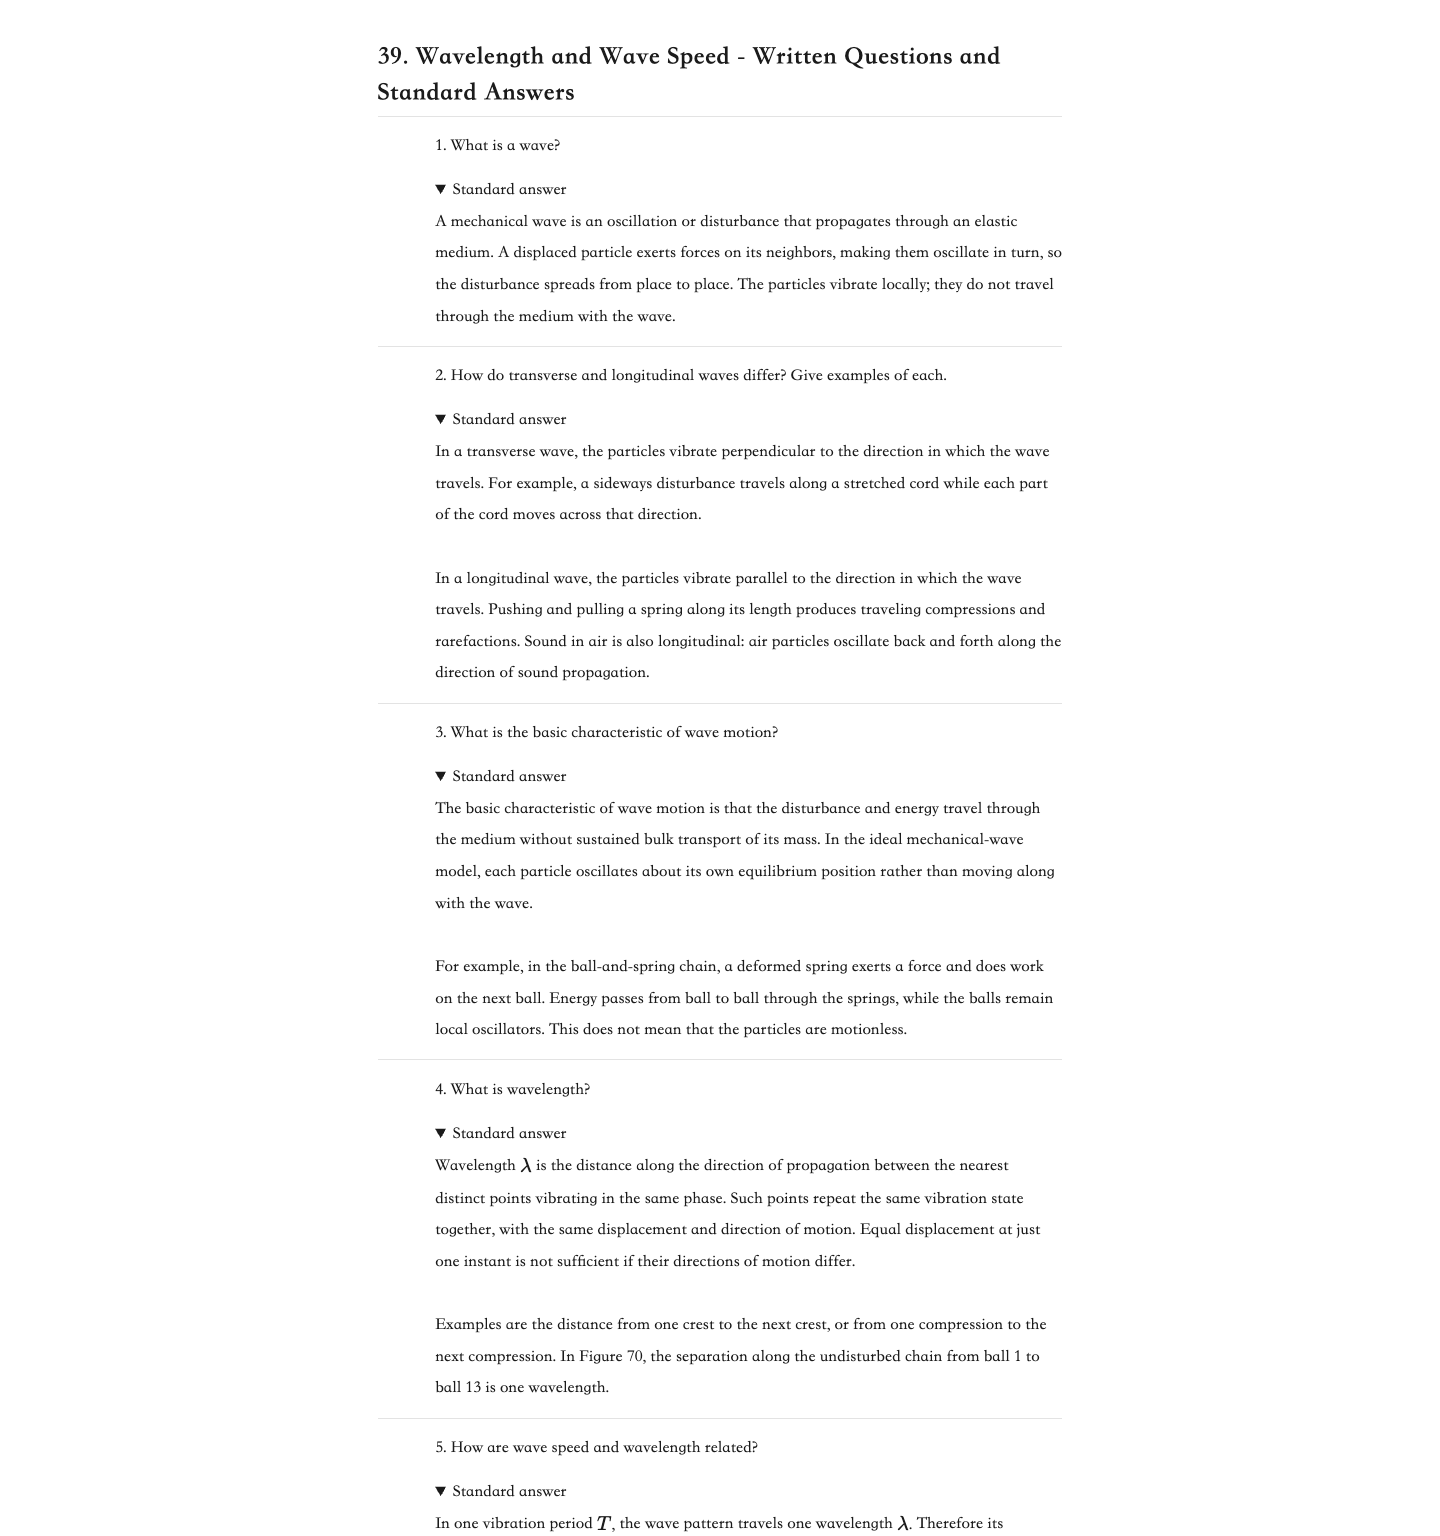 39. Wavelength and Wave Speed - Written Questions and
Standard Answers
1. What is a wave?
▼ Standard answer
A mechanical wave is an oscillation or disturbance that propagates through an elastic
medium. A displaced particle exerts forces on its neighbors, making them oscillate in turn, so
the disturbance spreads from place to place. The particles vibrate locally; they do not travel
through the medium with the wave.
2. How do transverse and longitudinal waves differ? Give examples of each.
▼ Standard answer
In a transverse wave, the particles vibrate perpendicular to the direction in which the wave
travels. For example, a sideways disturbance travels along a stretched cord while each part
of the cord moves across that direction.
In a longitudinal wave, the particles vibrate parallel to the direction in which the wave
travels. Pushing and pulling a spring along its length produces traveling compressions and
rarefactions. Sound in air is also longitudinal: air particles oscillate back and forth along the
direction of sound propagation.
3. What is the basic characteristic of wave motion?
▼ Standard answer
The basic characteristic of wave motion is that the disturbance and energy travel through
the medium without sustained bulk transport of its mass. In the ideal mechanical-wave
model, each particle oscillates about its own equilibrium position rather than moving along
with the wave.
For example, in the ball-and-spring chain, a deformed spring exerts a force and does work
on the next ball. Energy passes from ball to ball through the springs, while the balls remain
local oscillators. This does not mean that the particles are motionless.
4. What is wavelength?
▼ Standard answer
Wavelength λ is the distance along the direction of propagation between the nearest
distinct points vibrating in the same phase. Such points repeat the same vibration state
together, with the same displacement and direction of motion. Equal displacement at just
one instant is not sufficient if their directions of motion differ.
Examples are the distance from one crest to the next crest, or from one compression to the
next compression. In Figure 70, the separation along the undisturbed chain from ball 1 to
ball 13 is one wavelength.
5. How are wave speed and wavelength related?
▼ Standard answer
In one vibration period T, the wave pattern travels one wavelength λ. Therefore its